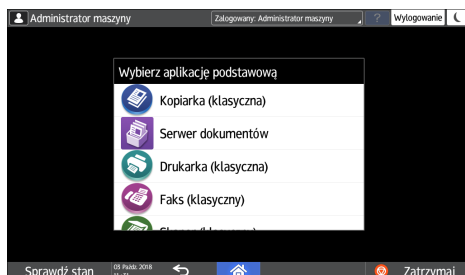 Administrator maszyny
Zalogowany: Administrator maszyny
?
Wylogowanie
Wybierz aplikację podstawową
Kopiarka (klasyczna)
Serwer dokumentów
Drukarka (klasyczna)
Faks (klasyczny)
Sprawdź stan
03 Paźdz. 2018
Zatrzymaj